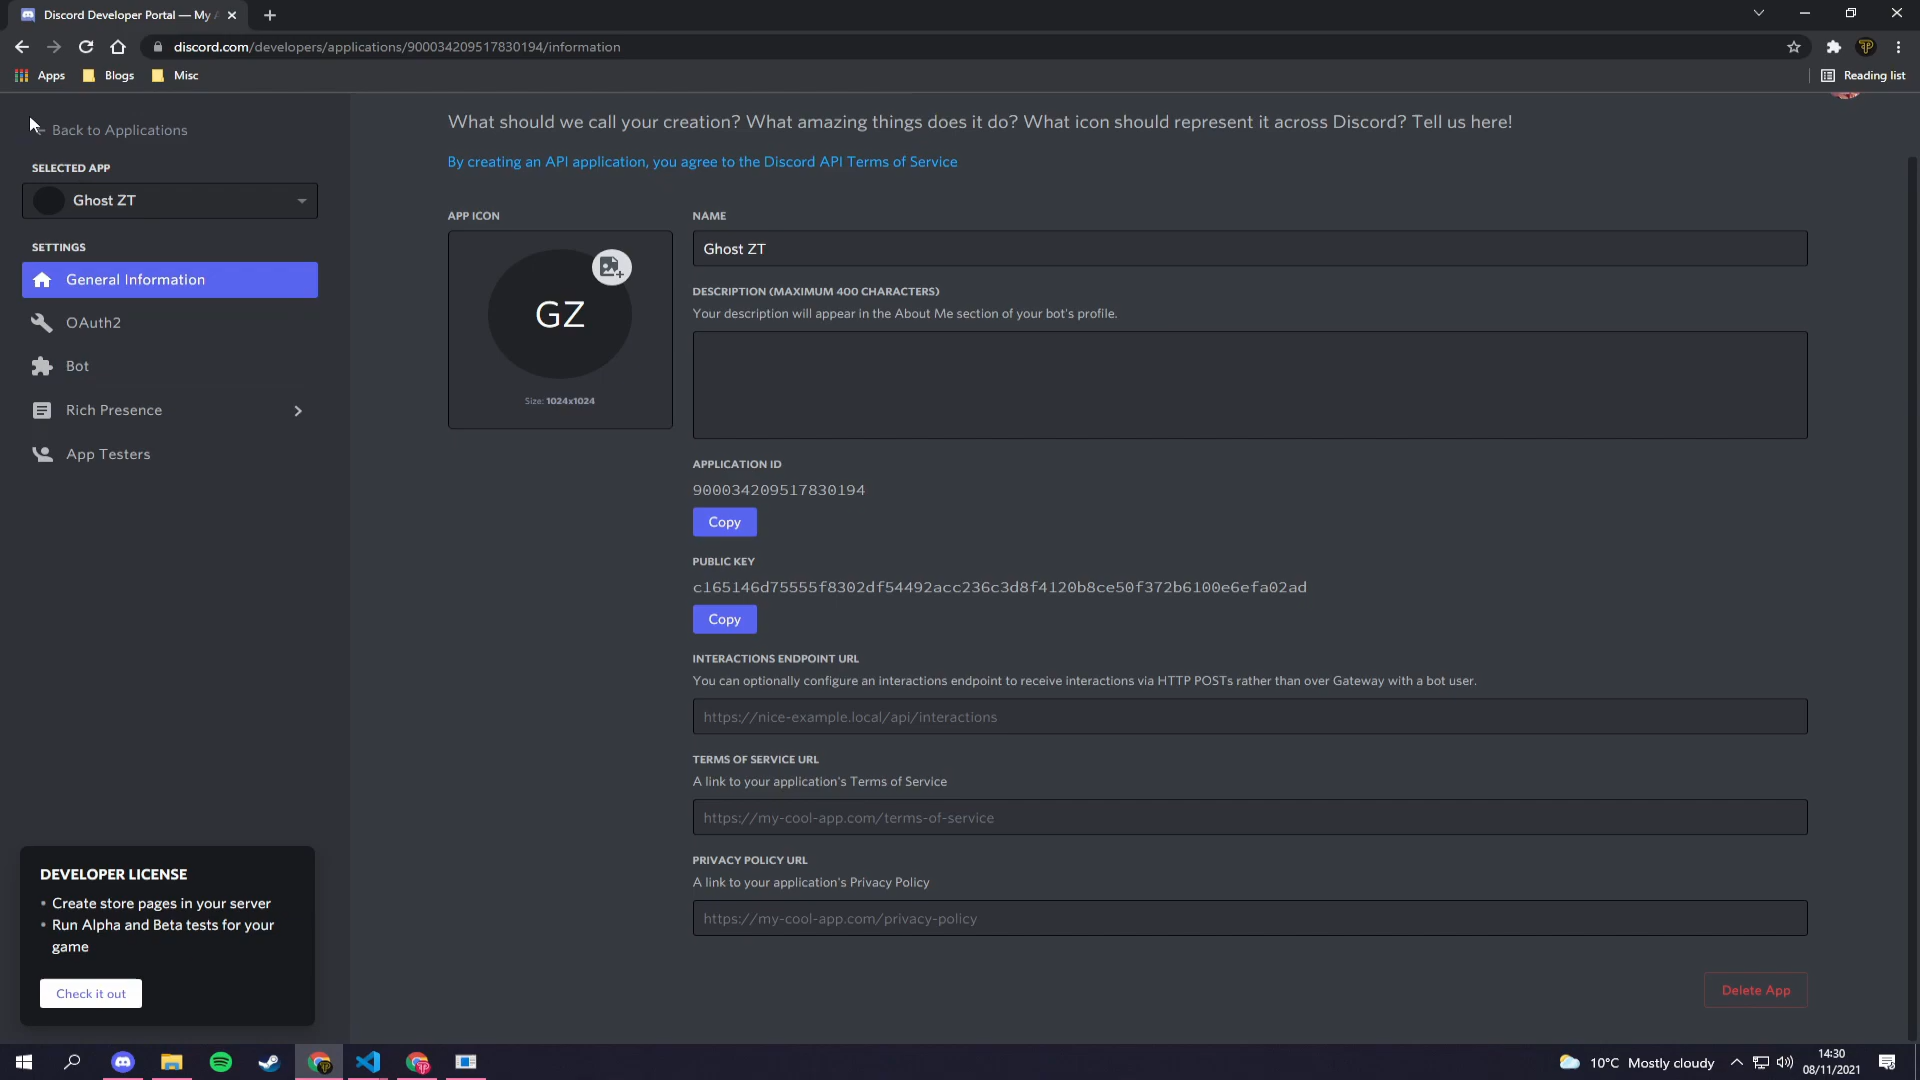 Discord Developer Portal — My A
discord.com/developers/applications/900034209517830194/information
Apps
Blogs
Misc
Reading list
← Back to Applications
SELECTED APP
Ghost ZT
SETTINGS
General Information
OAuth2
Bot
Rich Presence
App Testers
DEVELOPER LICENSE
• Create store pages in your server
• Run Alpha and Beta tests for your
game
Check it out
What should we call your creation? What amazing things does it do? What icon should represent it across Discord? Tell us here!
By creating an API application, you agree to the Discord API Terms of Service
APP ICON
GZ
Size: 1024x1024
NAME
Ghost ZT
DESCRIPTION (MAXIMUM 400 CHARACTERS)
Your description will appear in the About Me section of your bot's profile.
APPLICATION ID
900034209517830194
Copy
PUBLIC KEY
c165146d75555f8302df54492acc236c3d8f4120b8ce50f372b6100e6efa02ad
Copy
INTERACTIONS ENDPOINT URL
You can optionally configure an interactions endpoint to receive interactions via HTTP POSTs rather than over Gateway with a bot user.
https://nice-example.local/api/interactions
TERMS OF SERVICE URL
A link to your application's Terms of Service
https://my-cool-app.com/terms-of-service
PRIVACY POLICY URL
A link to your application's Privacy Policy
https://my-cool-app.com/privacy-policy
Delete App
10°C Mostly cloudy
14:30
08/11/2021